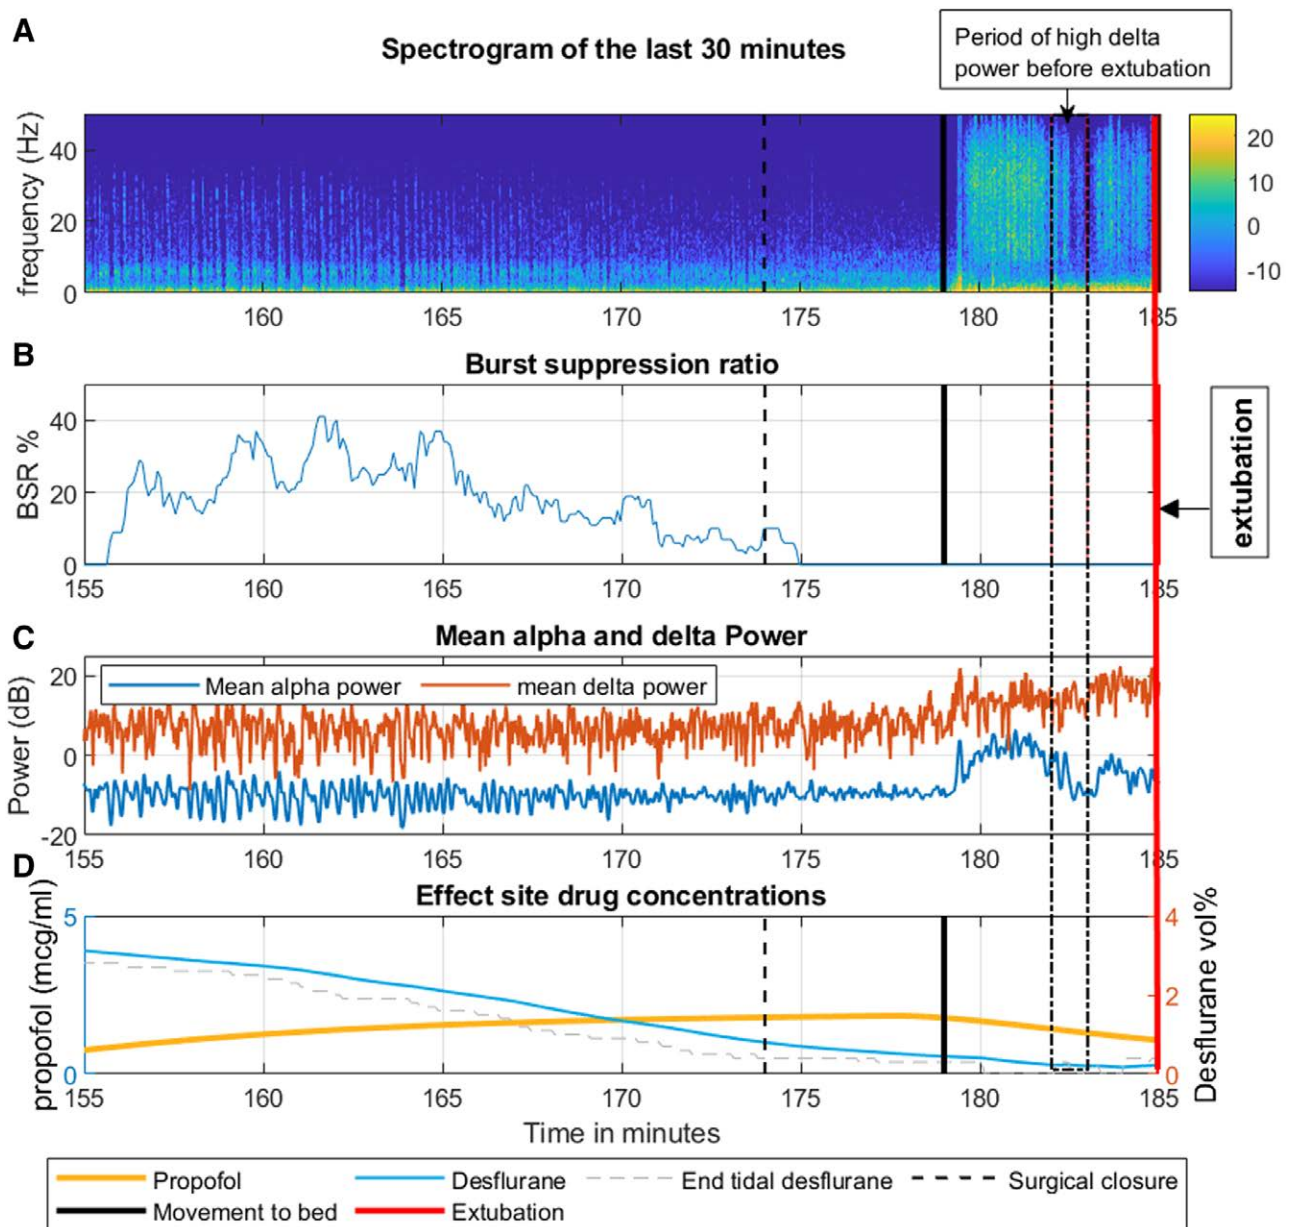 A
Spectrogram of the last 30 minutes
Period of high delta
power before extubation
frequency (Hz)
40
20
0
160
165
170
175
180
185
20
10
0
-10
B
Burst suppression ratio
BSR %
40
20
0
155
160
165
170
175
180
185
extubation
C
Mean alpha and delta Power
Mean alpha power
mean delta power
Power (dB)
20
0
-20
155
160
165
170
175
180
185
D
Effect site drug concentrations
propofol (mcg/ml)
5
0
Desflurane vol%
4
2
0
155
160
165
170
175
180
185
Time in minutes
Propofol
Desflurane
End tidal desflurane
Surgical closure
Movement to bed
Extubation